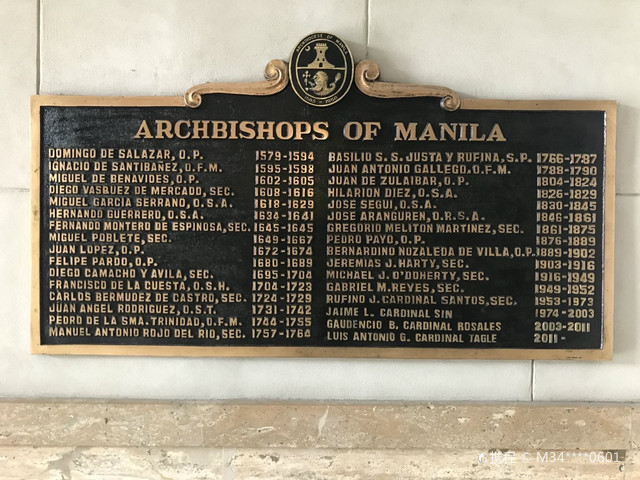 ARCHDIOCESE OF MANILA
ARCHBISHOPS OF MANILA
DOMINGO DE SALAZAR, O.P. 1579-1594
IGNACIO DE SANTIBAÑEZ, O.F.M. 1595-1598
MIGUEL DE BENAVIDES, O.P. 1602-1605
DIEGO VASQUEZ DE MERCADO, SEC. 1608-1616
MIGUEL GARCIA SERRANO, O.S.A. 1618-1629
HERNANDO GUERRERO, O.S.A. 1634-1641
FERNANDO MONTERO DE ESPINOSA, SEC. 1645-1645
MIGUEL POBLETE, SEC. 1649-1667
JUAN LOPEZ, O.P. 1672-1674
FELIPE PARDO, O.P. 1680-1689
DIEGO CAMACHO Y AVILA, SEC. 1695-1704
FRANCISCO DE LA CUESTA, O.S.H. 1704-1723
CARLOS BERMUDEZ DE CASTRO, SEC. 1724-1729
JUAN ANGEL RODRIGUEZ, O.S.T. 1731-1742
PEDRO DE LA SMA. TRINIDAD, O.F.M. 1744-1755
MANUEL ANTONIO ROJO DEL RIO, SEC. 1757-1764
BASILIO S. S. JUSTA Y RUFINA, S.P. 1766-1787
JUAN ANTONIO GALLEGO. O.F.M. 1788-1790
JUAN DE ZULAIBAR, O.P. 1804-1824
HILARION DIEZ, O.S.A. 1826-1829
JOSE SEGUI, O.S.A. 1830-1845
JOSE ARANGUREN, O.R.S.A. 1846-1861
GREGORIO MELITON MARTINEZ, SEC. 1861-1875
PEDRO PAYO, O.P. 1876-1889
BERNARDINO NOZALEDA DE VILLA, O.P. 1889-1902
JEREMIAS J. HARTY, SEC. 1903-1916
MICHAEL J. O'DOHERTY, SEC. 1916-1949
GABRIEL M. REYES, SEC. 1949-1952
RUFINO J. CARDINAL SANTOS, SEC. 1953-1973
JAIME L. CARDINAL SIN 1974-2003
GAUDENCIO B. CARDINAL ROSALES 2003-2011
LUIS ANTONIO G. CARDINAL TAGLE 2011-
© M34****0601